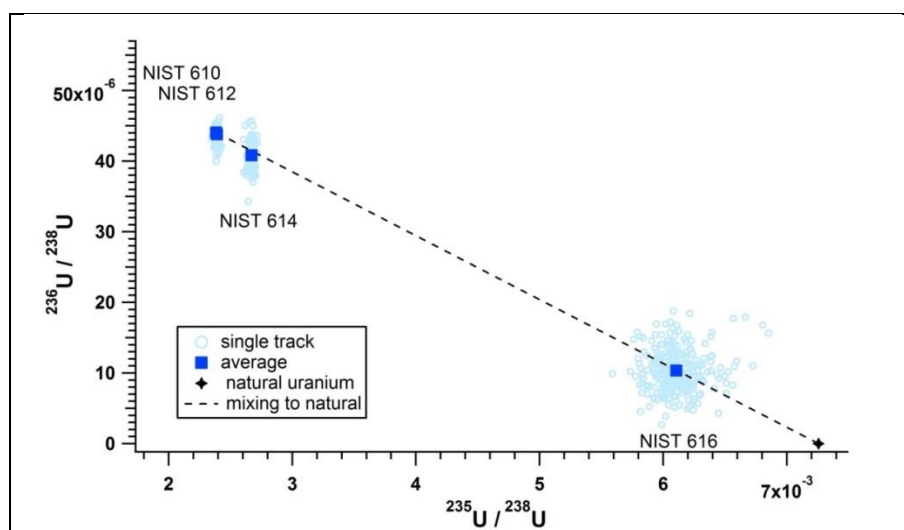 NIST 610
NIST 612
50x10⁻⁶
40
30
20
10
0
²³⁶U / ²³⁸U
NIST 614
single track
average
natural uranium
mixing to natural
NIST 616
2
3
4
5
6
7x10⁻³
²³⁵U / ²³⁸U